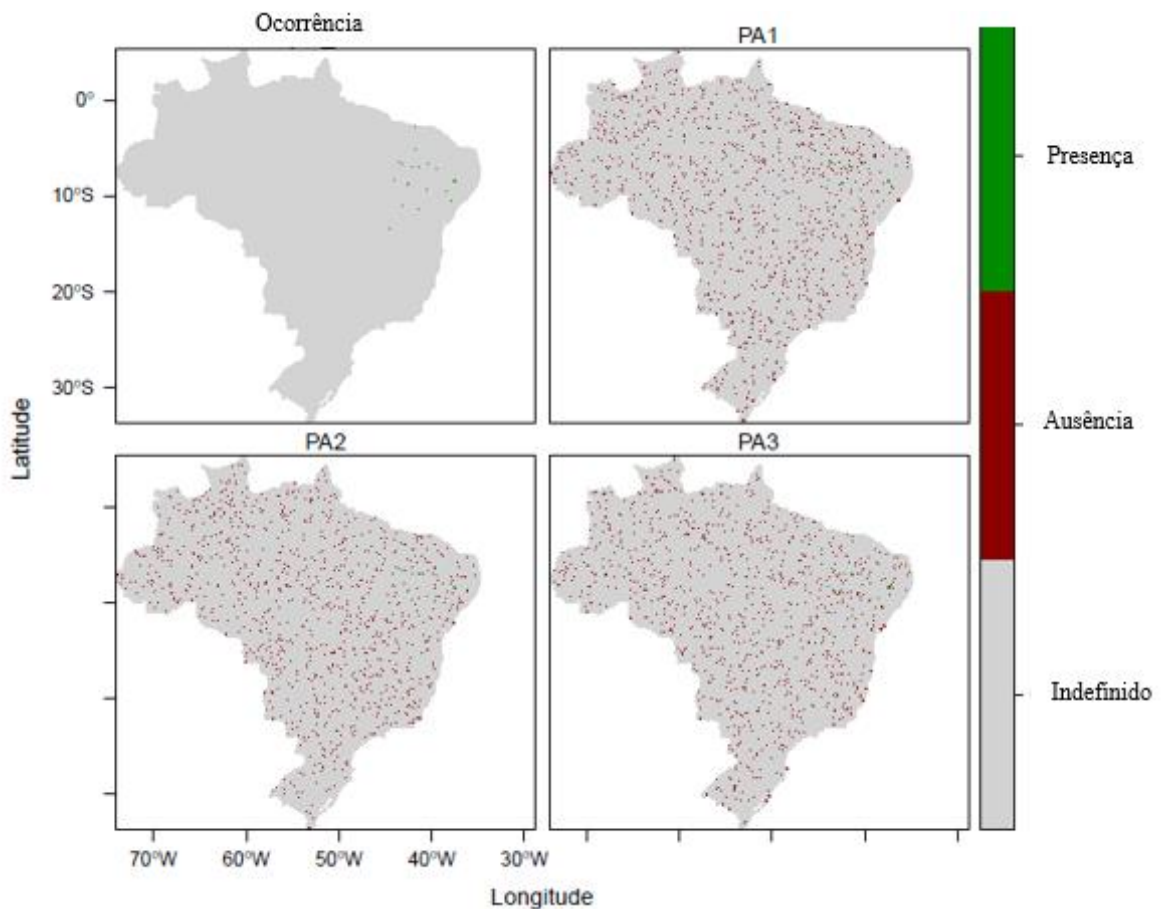 Ocorrência
PA1
0°
10°S
20°S
30°S
Latitude
PA2
PA3
70°W
60°W
50°W
40°W
30°W
Longitude
Presença
Ausência
Indefinido